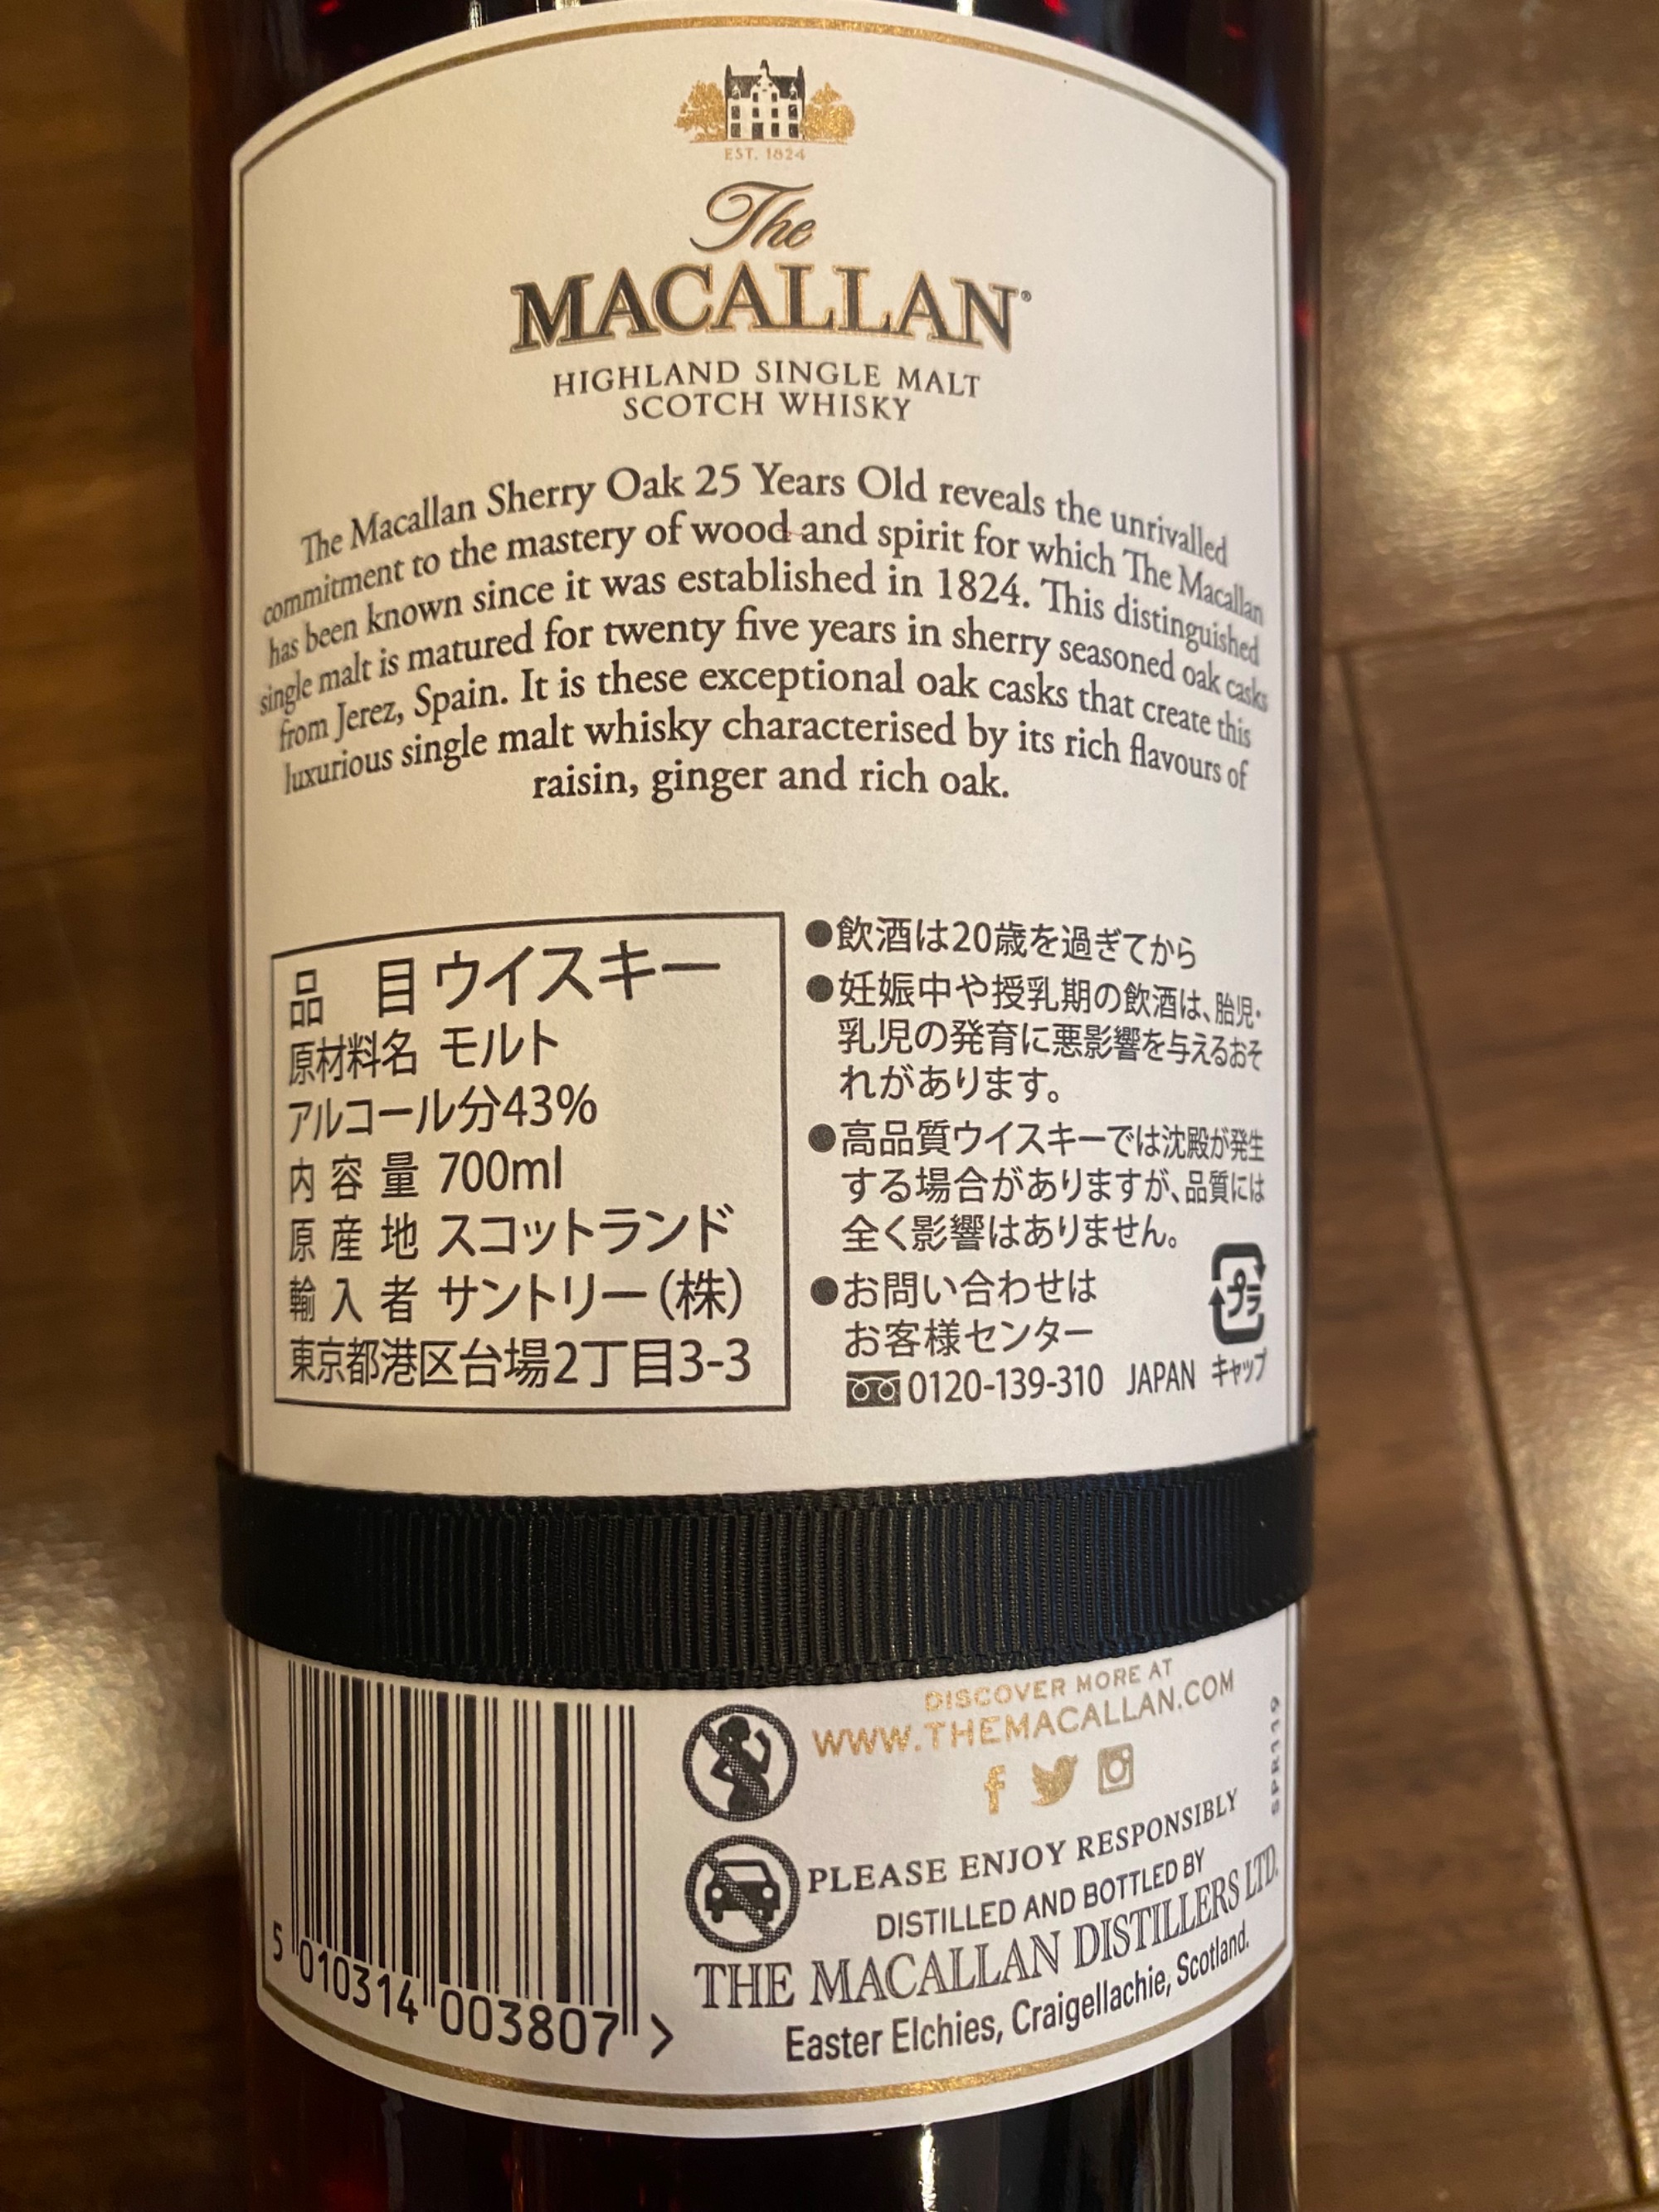 EST. 1824
The
MACALLAN®
HIGHLAND SINGLE MALT
SCOTCH WHISKY
The Macallan Sherry Oak 25 Years Old reveals the unrivalled
commitment to the mastery of wood and spirit for which The Macallan
has been known since it was established in 1824. This distinguished
single malt is matured for twenty five years in sherry seasoned oak casks
from Jerez, Spain. It is these exceptional oak casks that create this
luxurious single malt whisky characterised by its rich flavours of
raisin, ginger and rich oak.
品 目 ウイスキー
原材料名 モルト
アルコール分43%
内容量 700ml
原産地 スコットランド
輸入者 サントリー(株)
東京都港区台場2丁目3-3
●飲酒は20歳を過ぎてから
●妊娠中や授乳期の飲酒は、胎児・
乳児の発育に悪影響を与えるおそ
れがあります。
●高品質ウイスキーでは沈殿が発生
する場合がありますが、品質には
全く影響はありません。
●お問い合わせは
お客様センター
0120-139-310 JAPAN
プラ
キャップ
DISCOVER MORE AT
WWW.THEMACALLAN.COM
SPR119
PLEASE ENJOY RESPONSIBLY
DISTILLED AND BOTTLED BY
THE MACALLAN DISTILLERS LTD.
Easter Elchies, Craigellachie, Scotland.
5 010314 003807 >